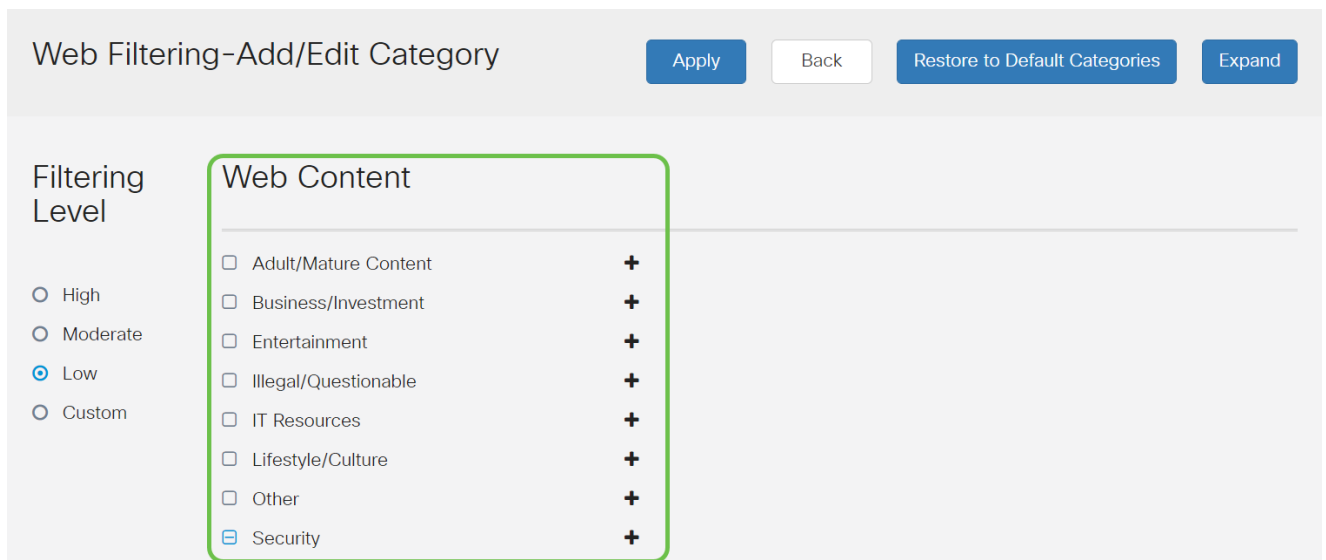 Web Filtering-Add/Edit Category
Apply
Back
Restore to Default Categories
Expand
Filtering
Level
High
Moderate
Low
Custom
Web Content
Adult/Mature Content
Business/Investment
Entertainment
Illegal/Questionable
IT Resources
Lifestyle/Culture
Other
Security